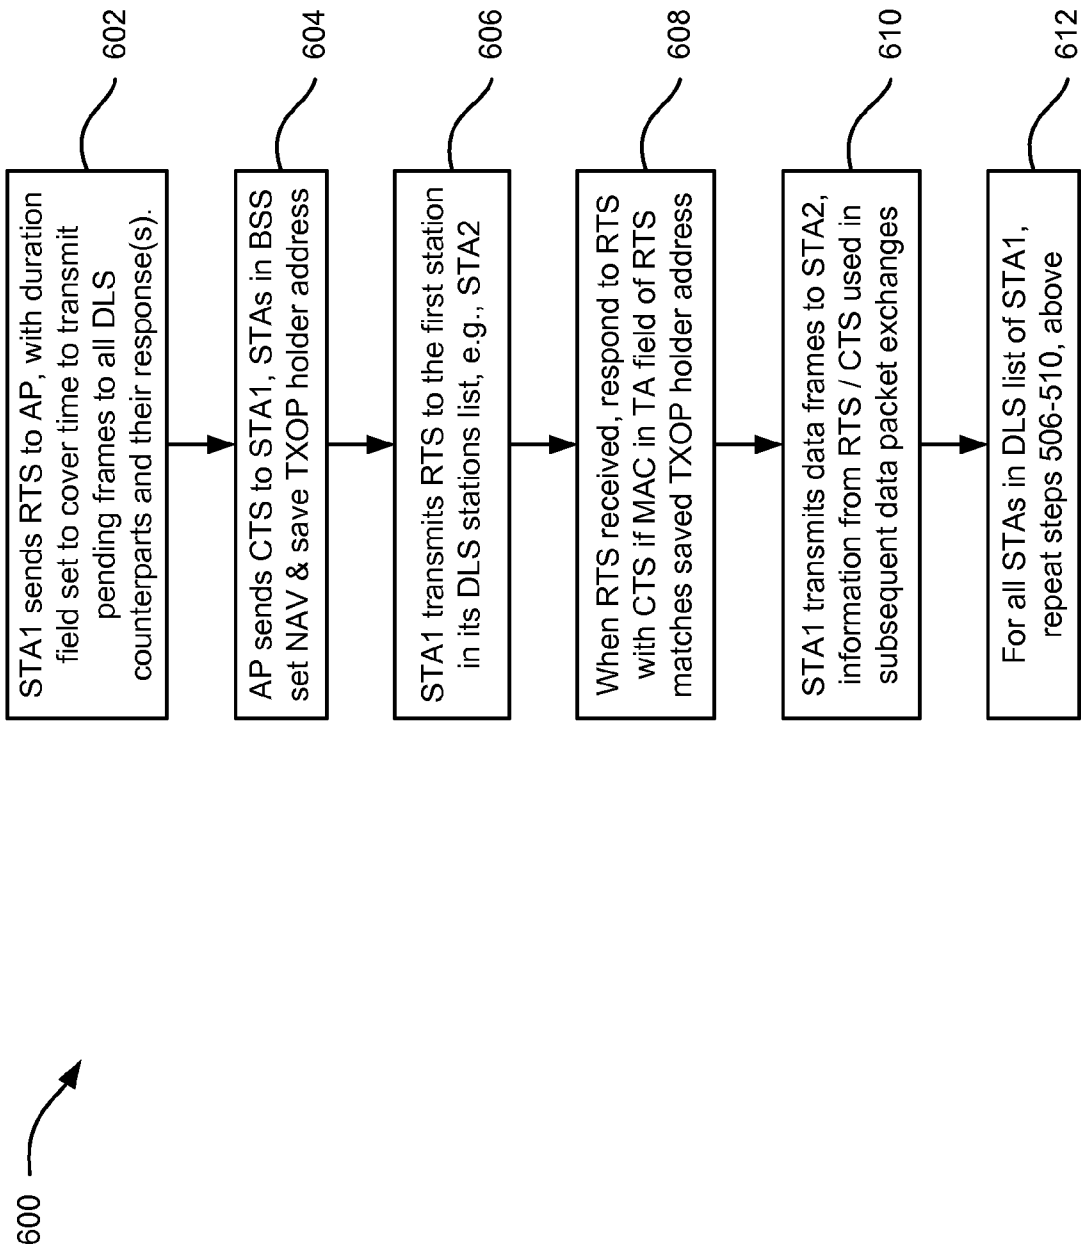 600
STA1 sends RTS to AP, with duration
field set to cover time to transmit
pending frames to all DLS
counterparts and their response(s).
602
AP sends CTS to STA1, STAs in BSS
set NAV & save TXOP holder address
604
STA1 transmits RTS to the first station
in its DLS stations list, e.g., STA2
606
When RTS received, respond to RTS
with CTS if MAC in TA field of RTS
matches saved TXOP holder address
608
STA1 transmits data frames to STA2,
information from RTS / CTS used in
subsequent data packet exchanges
610
For all STAs in DLS list of STA1,
repeat steps 506-510, above
612